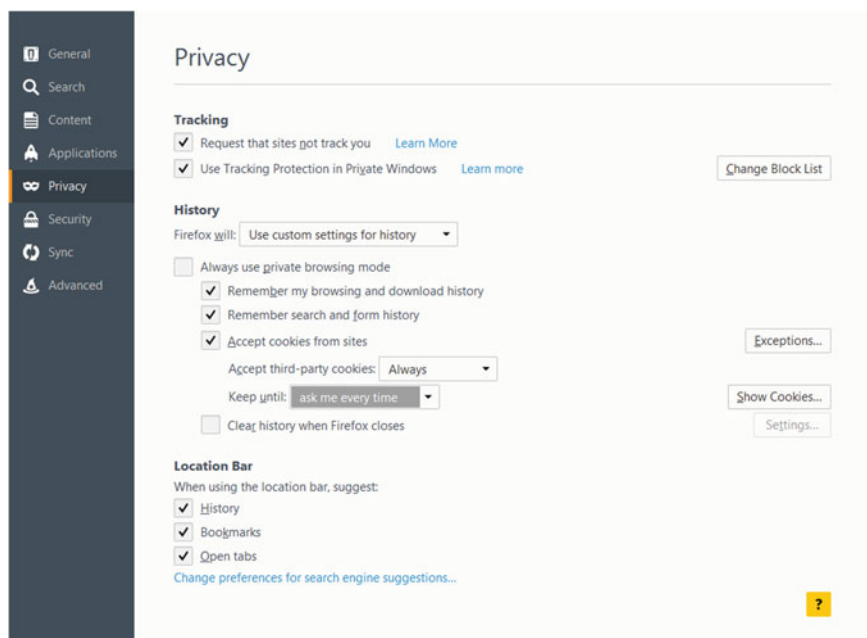 General
Search
Content
Applications
Privacy
Security
Sync
Advanced
Privacy
Tracking
Request that sites not track you Learn More
Use Tracking Protection in Private Windows Learn more Change Block List
History
Firefox will: Use custom settings for history
Always use private browsing mode
Remember my browsing and download history
Remember search and form history
Accept cookies from sites Exceptions...
Accept third-party cookies: Always
Keep until: ask me every time Show Cookies...
Clear history when Firefox closes Settings...
Location Bar
When using the location bar, suggest:
History
Bookmarks
Open tabs
Change preferences for search engine suggestions...
?